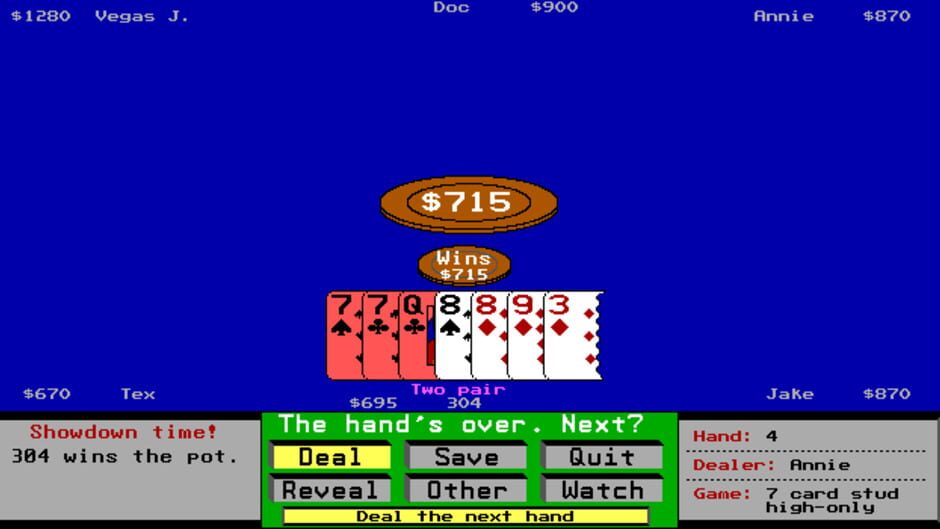 $1280 Vegas J.
Doc $900
Annie $870
$715
Wins
$715
7 7 Q 8 8 9 3
Two pair
$670 Tex
$695 304
Jake $870
Showdown time!
304 wins the pot.
The hand's over. Next?
Deal Save Quit
Reveal Other Watch
Deal the next hand
Hand: 4
Dealer: Annie
Game: 7 card stud
high-only